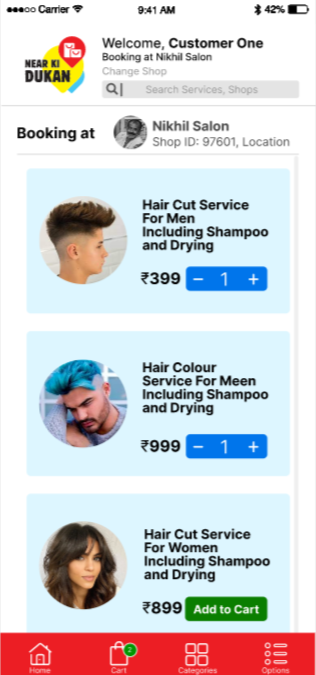 Carrier 9:41 AM 42%
Welcome, Customer One
Booking at Nikhil Salon
Change Shop
NEAR KI
DUKAN
Search Services, Shops
Booking at
Nikhil Salon
Shop ID: 97601, Location
Hair Cut Service
For Men
Including Shampoo
and Drying
₹399 − 1 +
Hair Colour
Service For Meen
Including Shampoo
and Drying
₹999 − 1 +
Hair Cut Service
For Women
Including Shampoo
and Drying
₹899 Add to Cart
2
Home Cart Categories Options